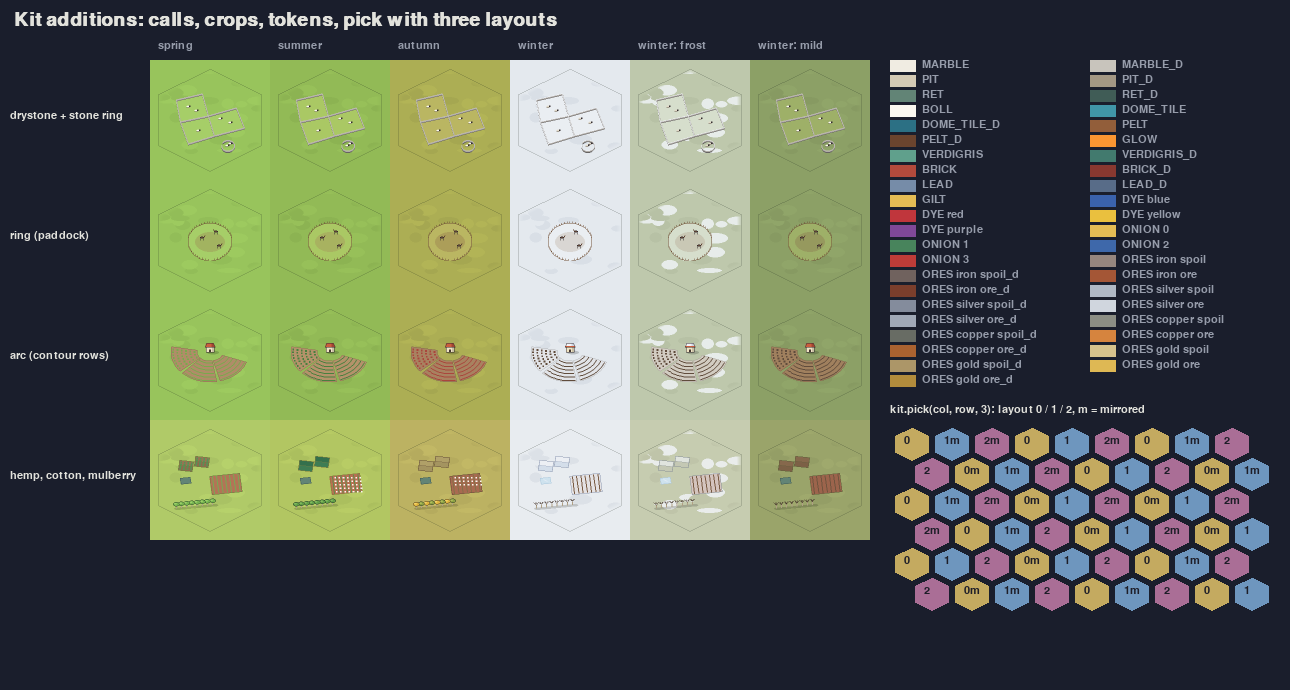 Kit additions: calls, crops, tokens, pick with three layouts
spring summer autumn winter winter: frost winter: mild
drystone + stone ring
ring (paddock)
arc (contour rows)
hemp, cotton, mulberry
MARBLE MARBLE_D
PIT PIT_D
RET RET_D
BOLL DOME_TILE
DOME_TILE_D PELT
PELT_D GLOW
VERDIGRIS VERDIGRIS_D
BRICK BRICK_D
LEAD LEAD_D
GILT DYE blue
DYE red DYE yellow
DYE purple ONION 0
ONION 1 ONION 2
ONION 3 ORES iron spoil
ORES iron spoil_d ORES iron ore
ORES iron ore_d ORES silver spoil
ORES silver spoil_d ORES silver ore
ORES silver ore_d ORES copper spoil
ORES copper spoil_d ORES copper ore
ORES copper ore_d ORES gold spoil
ORES gold spoil_d ORES gold ore
ORES gold ore_d
kit.pick(col, row, 3): layout 0 / 1 / 2, m = mirrored
0 1m 2m 0 1 2m 0 1m 2
2 0m 1m 2m 0 1 2 0m 1m
0 1m 2m 0m 1 2m 0m 1 2m
2m 0 1m 2 0m 1 2m 0m 1
0 1 2 0m 1 2 0 1m 2
2 0m 1m 2 0 1m 2 0 1